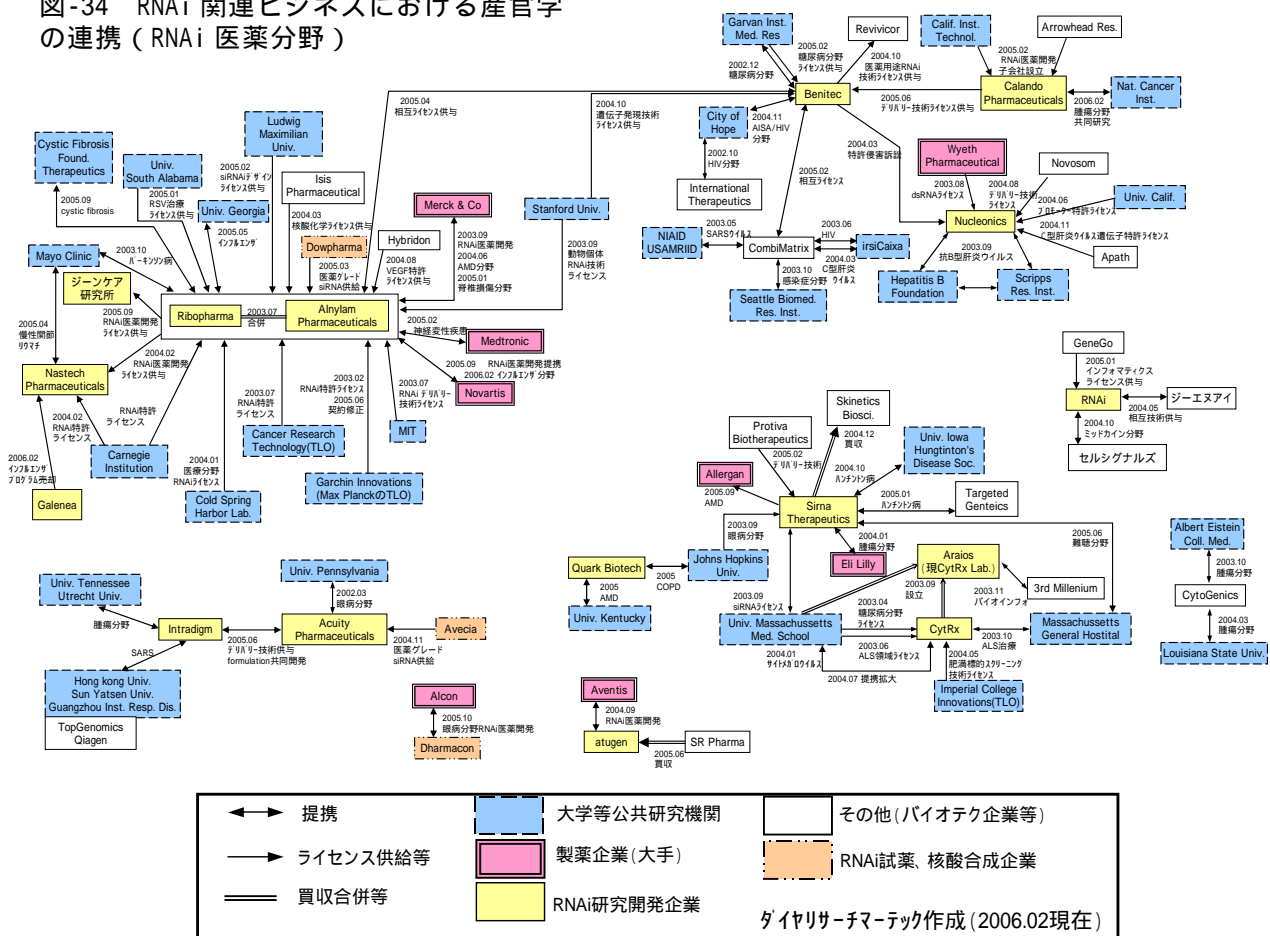 図-34 RNAi 関連ビジネスにおける産官学
の連携(RNAi 医薬分野)
Garvan Inst.
Med. Res
2002.12
糖尿病分野
2005.02
糖尿病分野
ライセンス供与
Revivicor
2004.10
医薬用途RNAi
技術ライセンス供与
Calif. Inst.
Technol.
Arrowhead Res.
2005.02
RNAi医薬開発
子会社設立
Benitec
2005.06
デリバリー技術ライセンス供与
Calando
Pharmaceuticals
2006.02
腫瘍分野
共同研究
Nat. Cancer
Inst.
2005.04
相互ライセンス供与
2004.10
遺伝子発現技術
ライセンス供与
City of
Hope
2004.11
AISA/HIV
分野
2002.10
HIV分野
International
Therapeutics
2005.02
相互ライセンス
2004.03
特許侵害訴訟
Wyeth
Pharmaceutical
2003.08
dsRNAライセンス
2004.08
デリバリー技術
ライセンス
Novosom
2004.06
プロモーター特許ライセンス
Univ. Calif.
Nucleonics
2004.11
C型肝炎ウイルス遺伝子特許ライセンス
Apath
2003.09
抗B型肝炎ウイルス
Hepatitis B
Foundation
Scripps
Res. Inst.
NIAID
USAMRIID
2003.05
SARSウイルス
CombiMatrix
2003.06
HIV
irsiCaixa
2004.03
C型肝炎
ウイルス
2003.10
感染症分野
Seattle Biomed.
Res. Inst.
Cystic Fibrosis
Found.
Therapeutics
2005.09
cystic fibrosis
Univ.
South Alabama
2005.01
RSV治療
ライセンス供与
Ludwig
Maximilian
Univ.
2005.02
siRNAiデザイン
ライセンス供与
Univ. Georgia
2005.05
インフルエンザ
Isis
Pharmaceutical
2004.03
核酸化学ライセンス供与
Dowpharma
2005.03
医薬グレード
siRNA供給
Hybridon
2004.08
VEGF特許
ライセンス供与
Merck & Co
2003.09
RNAi医薬開発
2004.06
AMD分野
2005.01
脊椎損傷分野
Stanford Univ.
2003.09
動物個体
RNA技術
ライセンス
Mayo Clinic
2003.10
パーキンソン病
ジーンケア
研究所
2005.09
RNAi医薬開発
ライセンス供与
Ribopharma
2003.07
合併
Alnylam
Pharmaceuticals
2005.02
神経変性疾患
Medtronic
2005.09 RNAi医薬開発提携
2006.02 インフルエンザ分野
Novartis
2005.04
慢性関節
リウマチ
Nastech
Pharmaceuticals
2004.02
RNAi医薬開発
ライセンス供与
2004.02
RNAi特許
ライセンス
RNAi特許
ライセンス
Carnegie
Institution
2006.02
インフルエンザ
プログラム売却
Galenea
2004.01
医療分野
RNAiライセンス
Cold Spring
Harbor Lab.
2003.07
RNAi特許
ライセンス
Cancer Research
Technology(TLO)
2003.02
RNAi特許ライセンス
2005.06
契約修正
Garchin Innovations
(Max PlanckのTLO)
2003.07
RNAi デリバリー
技術ライセンス
MIT
GeneGo
2005.01
インフォマティクス
ライセンス供与
RNAi
2004.05
相互技術供与
ジーエヌアイ
2004.10
ミッドカイン分野
セルシグナルズ
Protiva
Biotherapeutics
2005.02
デリバリー技術
Skinetics
Biosci.
2004.12
買収
Univ. Iowa
Hungtinton's
Disease Soc.
2004.10
ハンチントン病
Allergan
2005.09
AMD
Sirna
Therapeutics
2005.01
ハンチントン病
Targeted
Genteics
2005.06
難聴分野
2003.09
眼病分野
Johns Hopkins
Univ.
2004.01
腫瘍分野
Eli Lilly
Quark Biotech
2005
COPD
2005
AMD
Univ. Kentucky
Araios
(現CytRx Lab.)
2003.09
設立
2003.11
バイオインフォ
3rd Millenium
2003.09
siRNAライセンス
Univ. Massachussetts
Med. School
2003.04
糖尿病分野
ライセンス
2003.06
ALS領域ライセンス
CytRx
2003.10
ALS治療
Massachussetts
General Hostital
2004.01
サイトメガロウイルス
2004.07 提携拡大
2004.05
肥満標的スクリーニング
技術ライセンス
Imperial College
Innovations(TLO)
Albert Eistein
Coll. Med.
2003.10
腫瘍分野
CytoGenics
2004.03
腫瘍分野
Louisiana State Univ.
Univ. Tennessee
Utrecht Univ.
腫瘍分野
Intradigm
SARS
Hong kong Univ.
Sun Yatsen Univ.
Guangzhou Inst. Resp. Dis.
TopGenomics
Qiagen
Univ. Pennsylvania
2002.03
眼病分野
Acuity
Pharmaceuticals
2005.06
デリバリー技術供与
formulation共同開発
2004.11
医薬グレード
siRNA供給
Avecia
Alcon
2005.10
眼病分野RNAi医薬開発
Dharmacon
Aventis
2004.09
RNAi医薬開発
atugen
2005.06
買収
SR Pharma
提携
大学等公共研究機関
その他(バイオテク企業等)
ライセンス供給等
製薬企業(大手)
RNAi試薬、核酸合成企業
買収合併等
RNAi研究開発企業
ダイヤリサーチマーテック作成(2006.02現在)